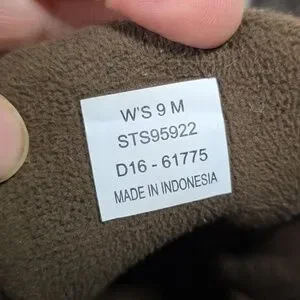 W'S 9 M
STS95922
D16 - 61775
MADE IN INDONESIA